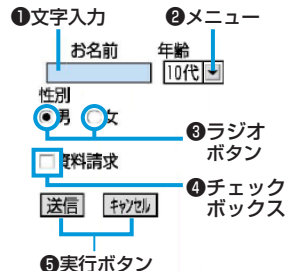 ❶文字入力
❷メニュー
お名前
年齢
10代
性別
男
女
❸ラジオ
ボタン
資料請求
❹チェック
ボックス
送信
ｷｬﾝｾﾙ
❺実行ボタン